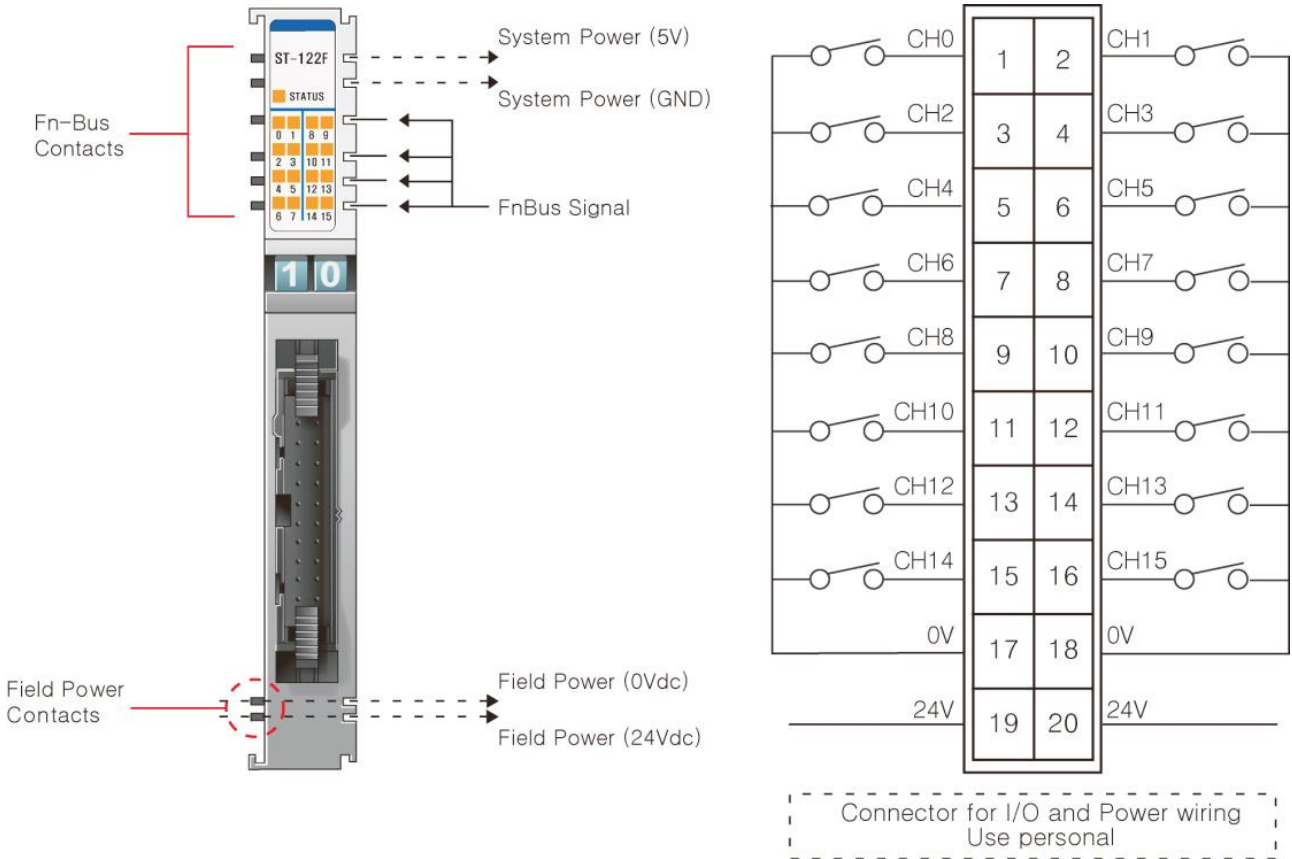 System Power (5V)
ST-122F
System Power (GND)
STATUS
Fn-Bus
Contacts
0 1 8 9
2 3 10 11
4 5 12 13
6 7 14 15
FnBus Signal
1 0
Field Power
Contacts
Field Power (0Vdc)
Field Power (24Vdc)
CH0 1 2 CH1
CH2 3 4 CH3
CH4 5 6 CH5
CH6 7 8 CH7
CH8 9 10 CH9
CH10 11 12 CH11
CH12 13 14 CH13
CH14 15 16 CH15
0V 17 18 0V
24V 19 20 24V
Connector for I/O and Power wiring
Use personal